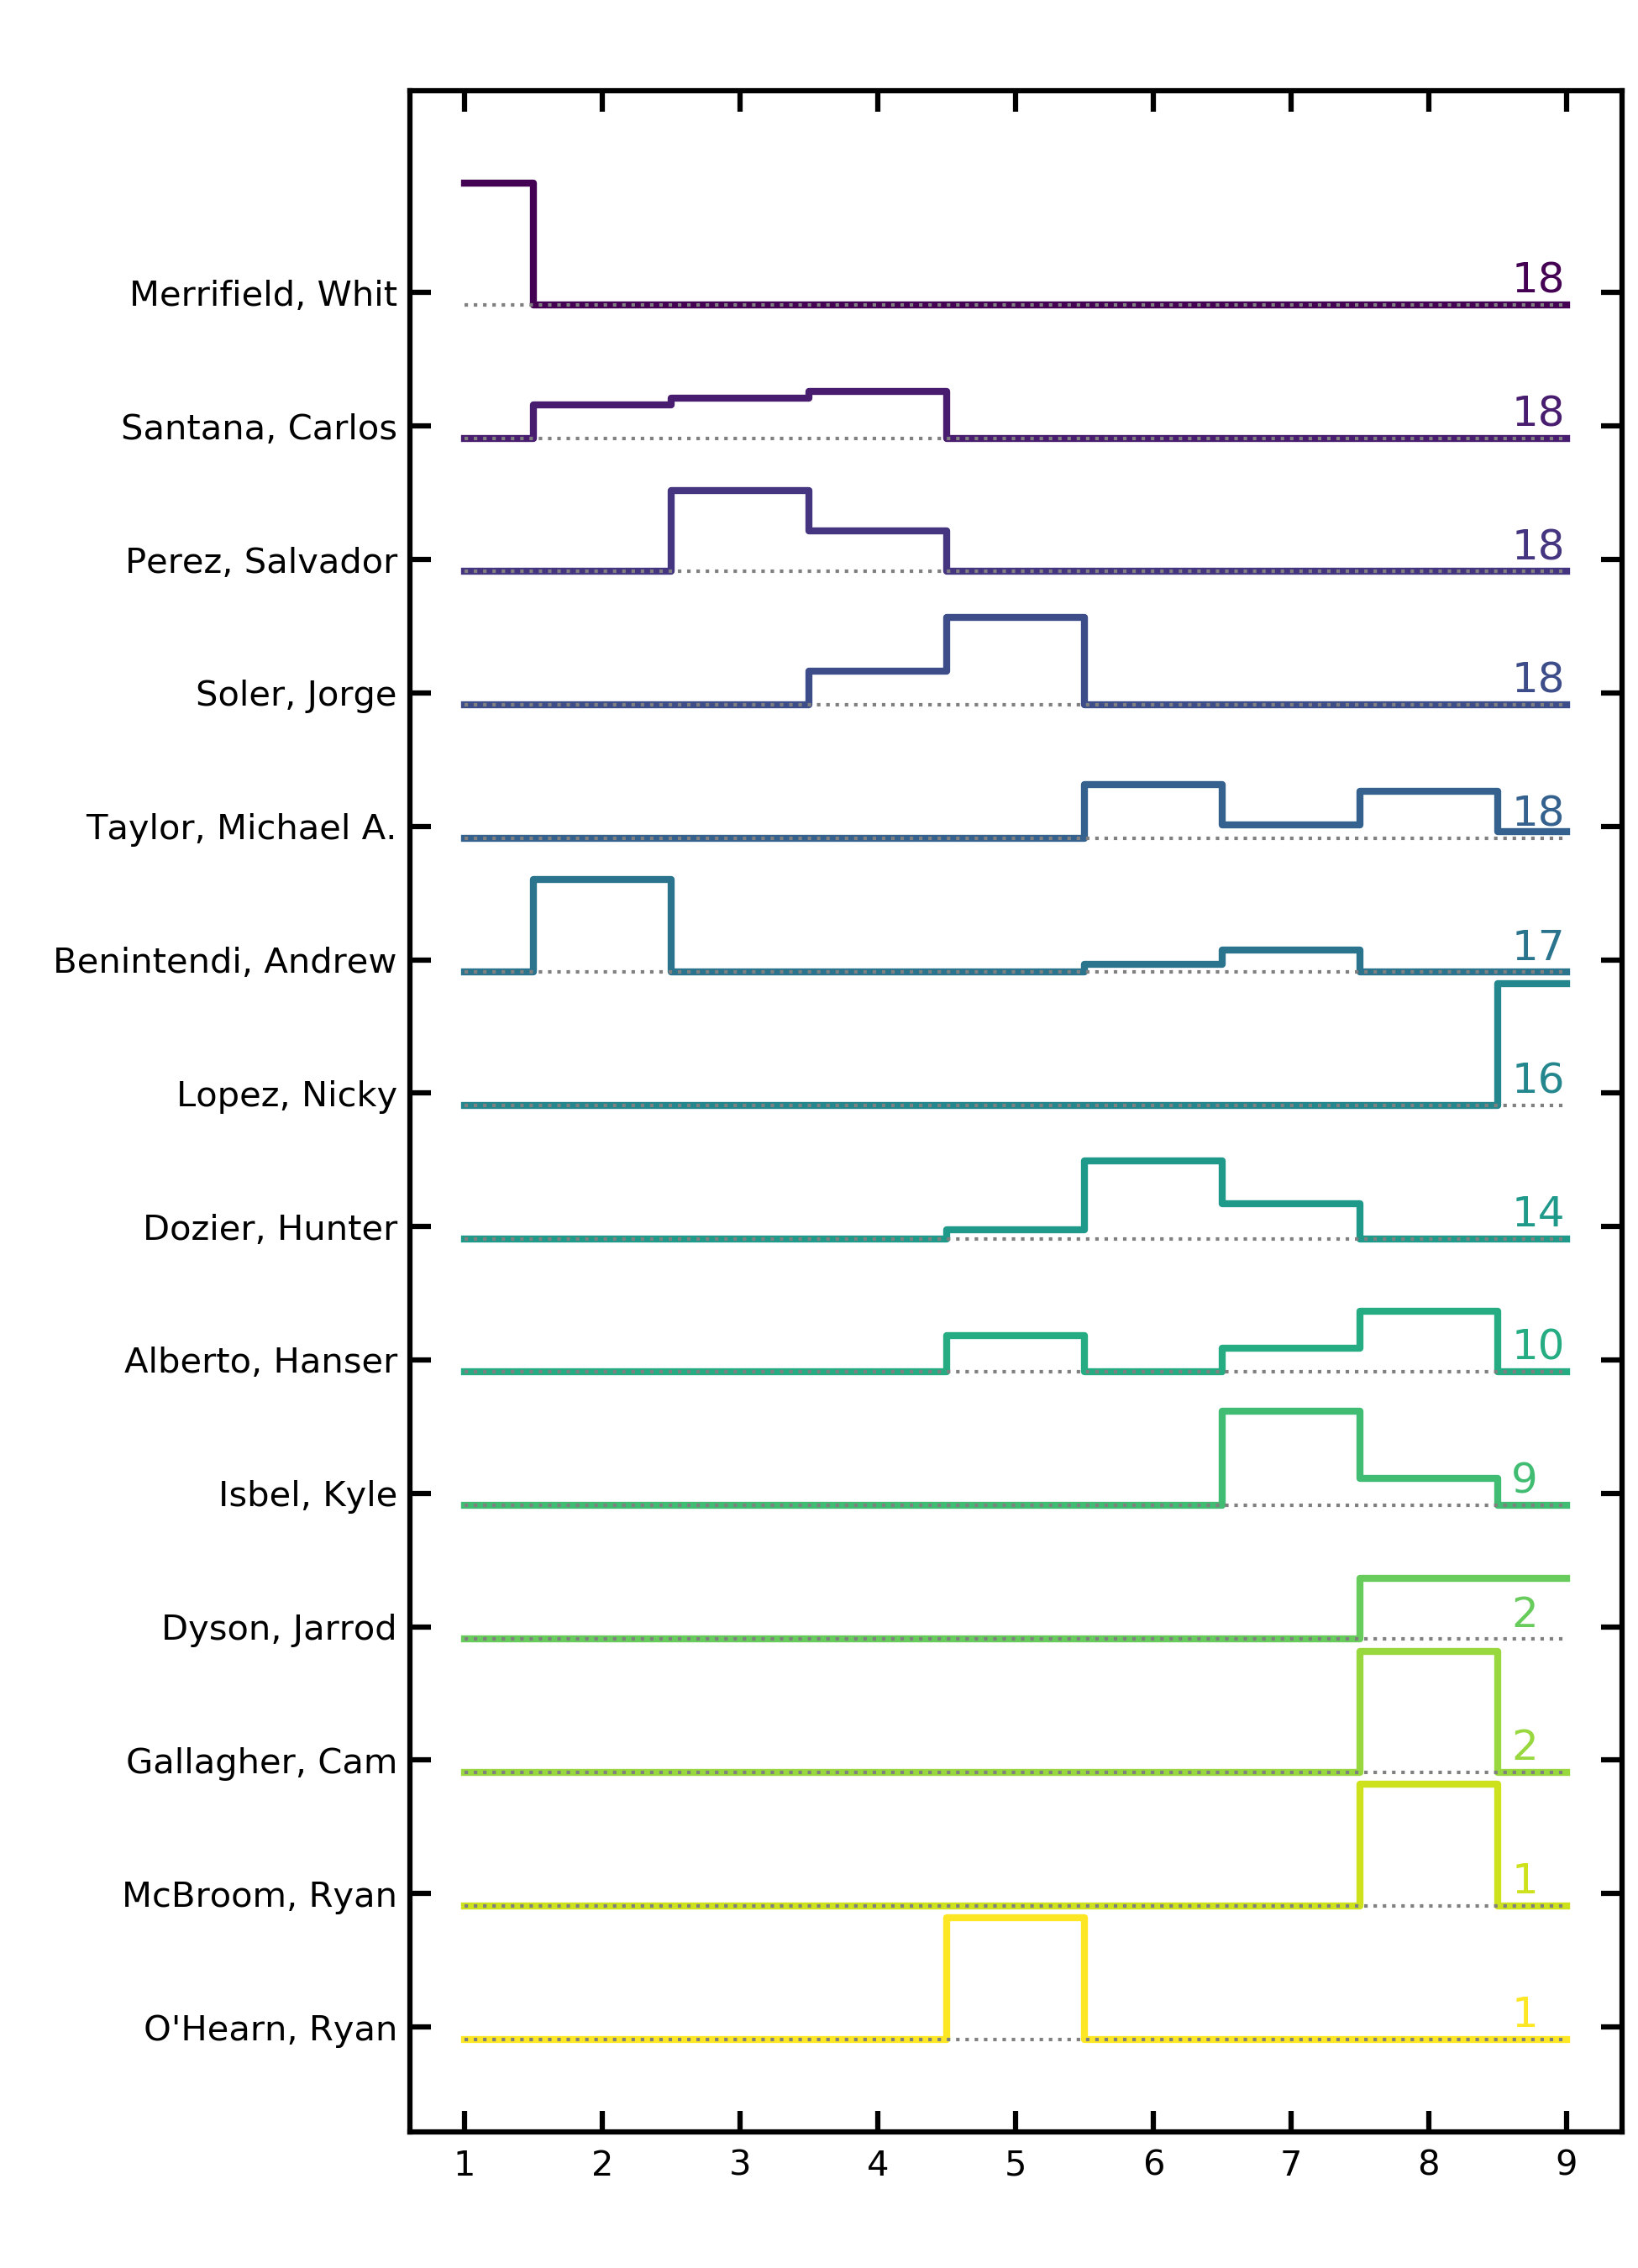 Merrifield, Whit 18
Santana, Carlos 18
Perez, Salvador 18
Soler, Jorge 18
Taylor, Michael A. 18
Benintendi, Andrew 17
Lopez, Nicky 16
Dozier, Hunter 14
Alberto, Hanser 10
Isbel, Kyle 9
Dyson, Jarrod 2
Gallagher, Cam 2
McBroom, Ryan 1
O'Hearn, Ryan 1
1 2 3 4 5 6 7 8 9